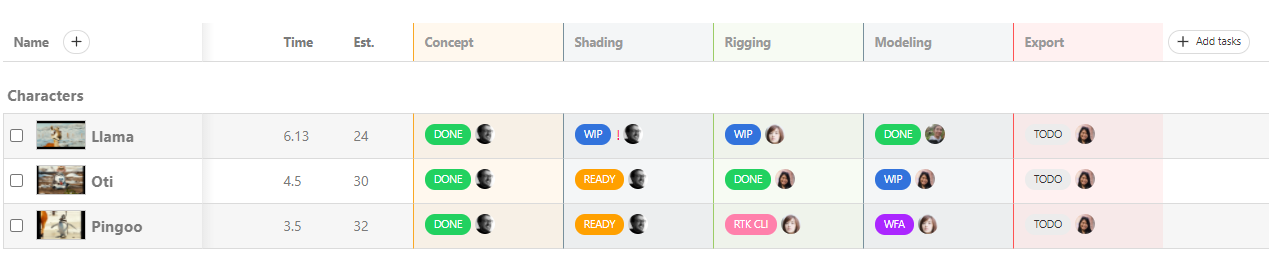 Name + Time Est. Concept Shading Rigging Modeling Export + Add tasks
Characters
Llama 6.13 24 DONE WIP ! WIP DONE TODO
Oti 4.5 30 DONE READY DONE WIP TODO
Pingoo 3.5 32 DONE READY RTK CLI WFA TODO